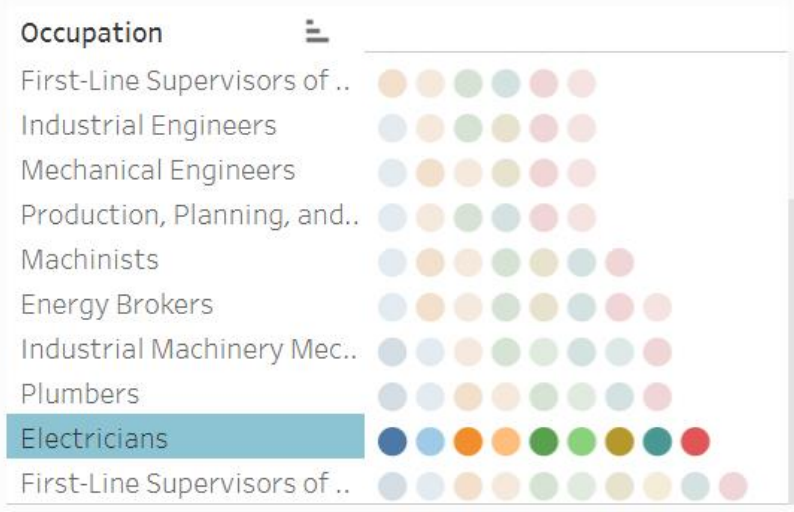 Occupation
First-Line Supervisors of ..
Industrial Engineers
Mechanical Engineers
Production, Planning, and..
Machinists
Energy Brokers
Industrial Machinery Mec..
Plumbers
Electricians
First-Line Supervisors of ..